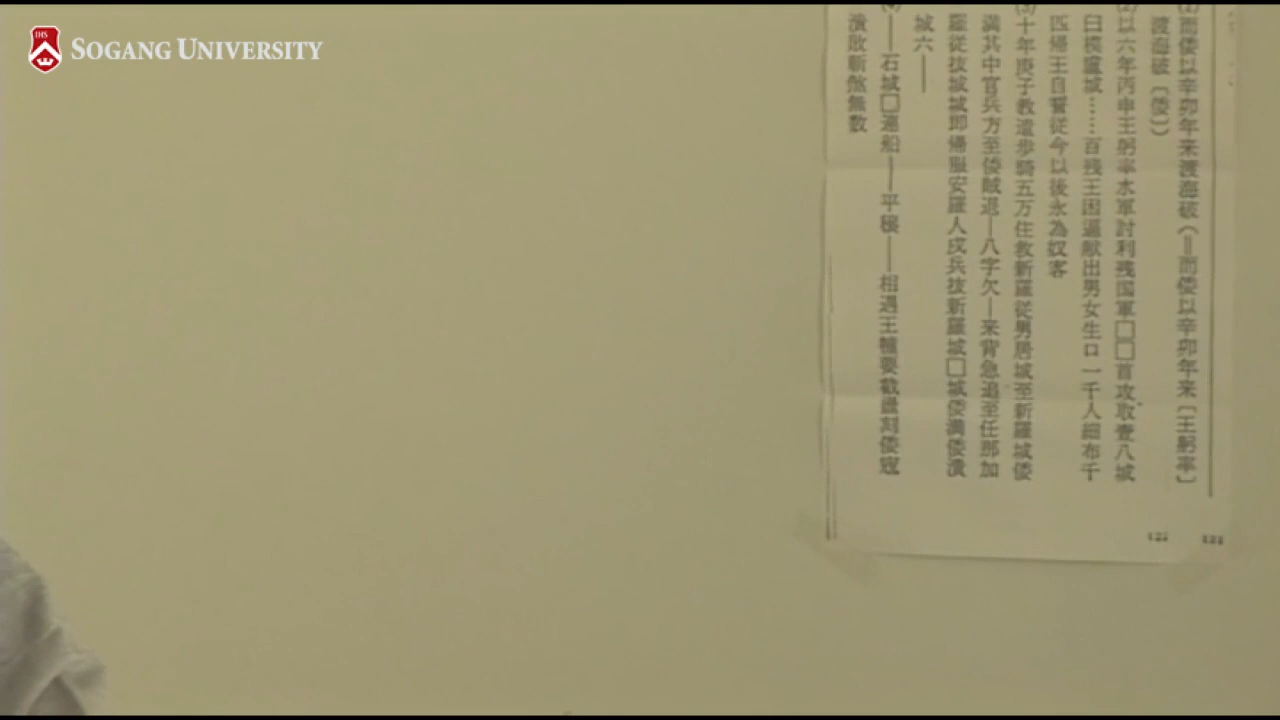 IHS
SOGANG UNIVERSITY
(1)而倭以辛卯年来渡海破(=而倭以辛卯年来〔王躬率〕
渡海破〔倭〕)
(2)以六年丙申王躬率水軍討利残国軍□□首攻取壹八城
曰模盧城……百残王困逼献出男女生口一千人細布千
匹帰王自誓従今以後永為奴客
(3)十年庚子教遣歩騎五万住救新羅従男居城至新羅城倭
満其中官兵方至倭賊退―八字欠―来背急追至任那加
羅従抜城城即帰服安羅人戍兵抜新羅城□城倭満倭潰
城六――
(4)――石城□連船――平穣――相遇王幢要截盪刺倭寇
潰敗斬煞無数
122
123